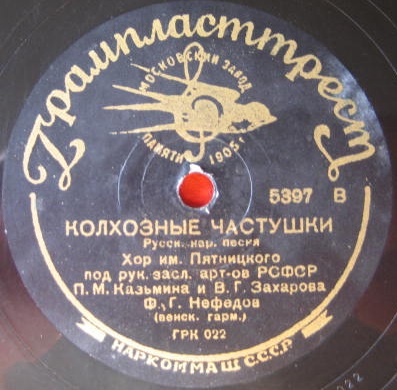 Грампласттрест
МОСКОВСКИЙ ЗАВОД
ПАМЯТИ 1905 г
5397 В
КОЛХОЗНЫЕ ЧАСТУШКИ
Русск. нар. песня
Хор им. Пятницкого
под рук. засл. арт-ов РСФСР
П. М. Казьмина и В. Г. Захарова
Ф. Г. Нефедов
(венск. гарм.)
ГРК 022
НАРКОММАШ СССР
022